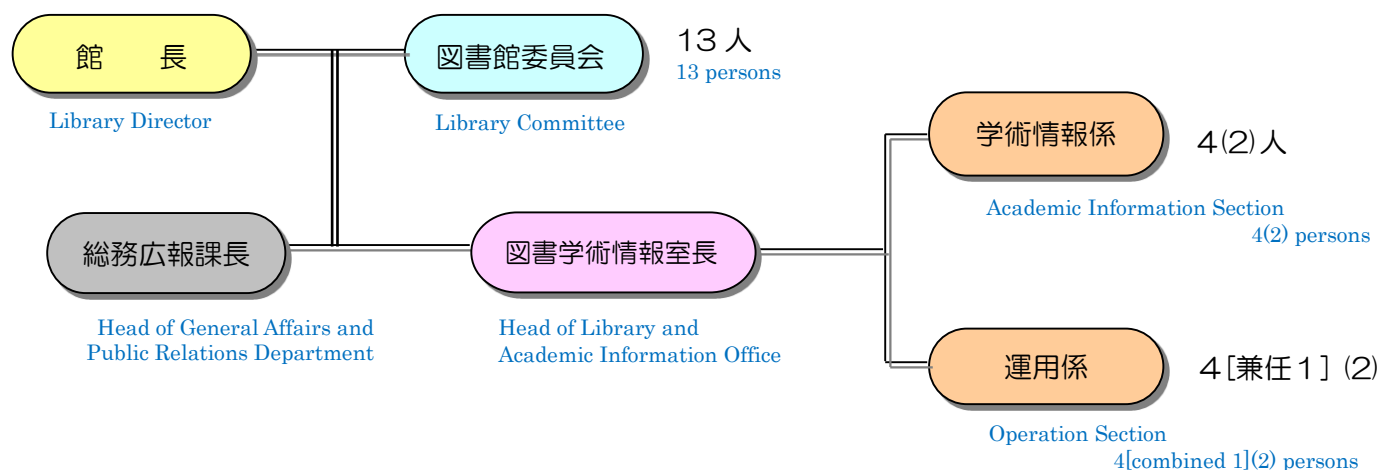 館　　長
Library Director
図書館委員会
Library Committee
13人
13 persons
総務広報課長
Head of General Affairs and
Public Relations Department
図書学術情報室長
Head of Library and
Academic Information Office
学術情報係
4(2)人
Academic Information Section
4(2) persons
運用係
4[兼任1] (2)
Operation Section
4[combined 1](2) persons